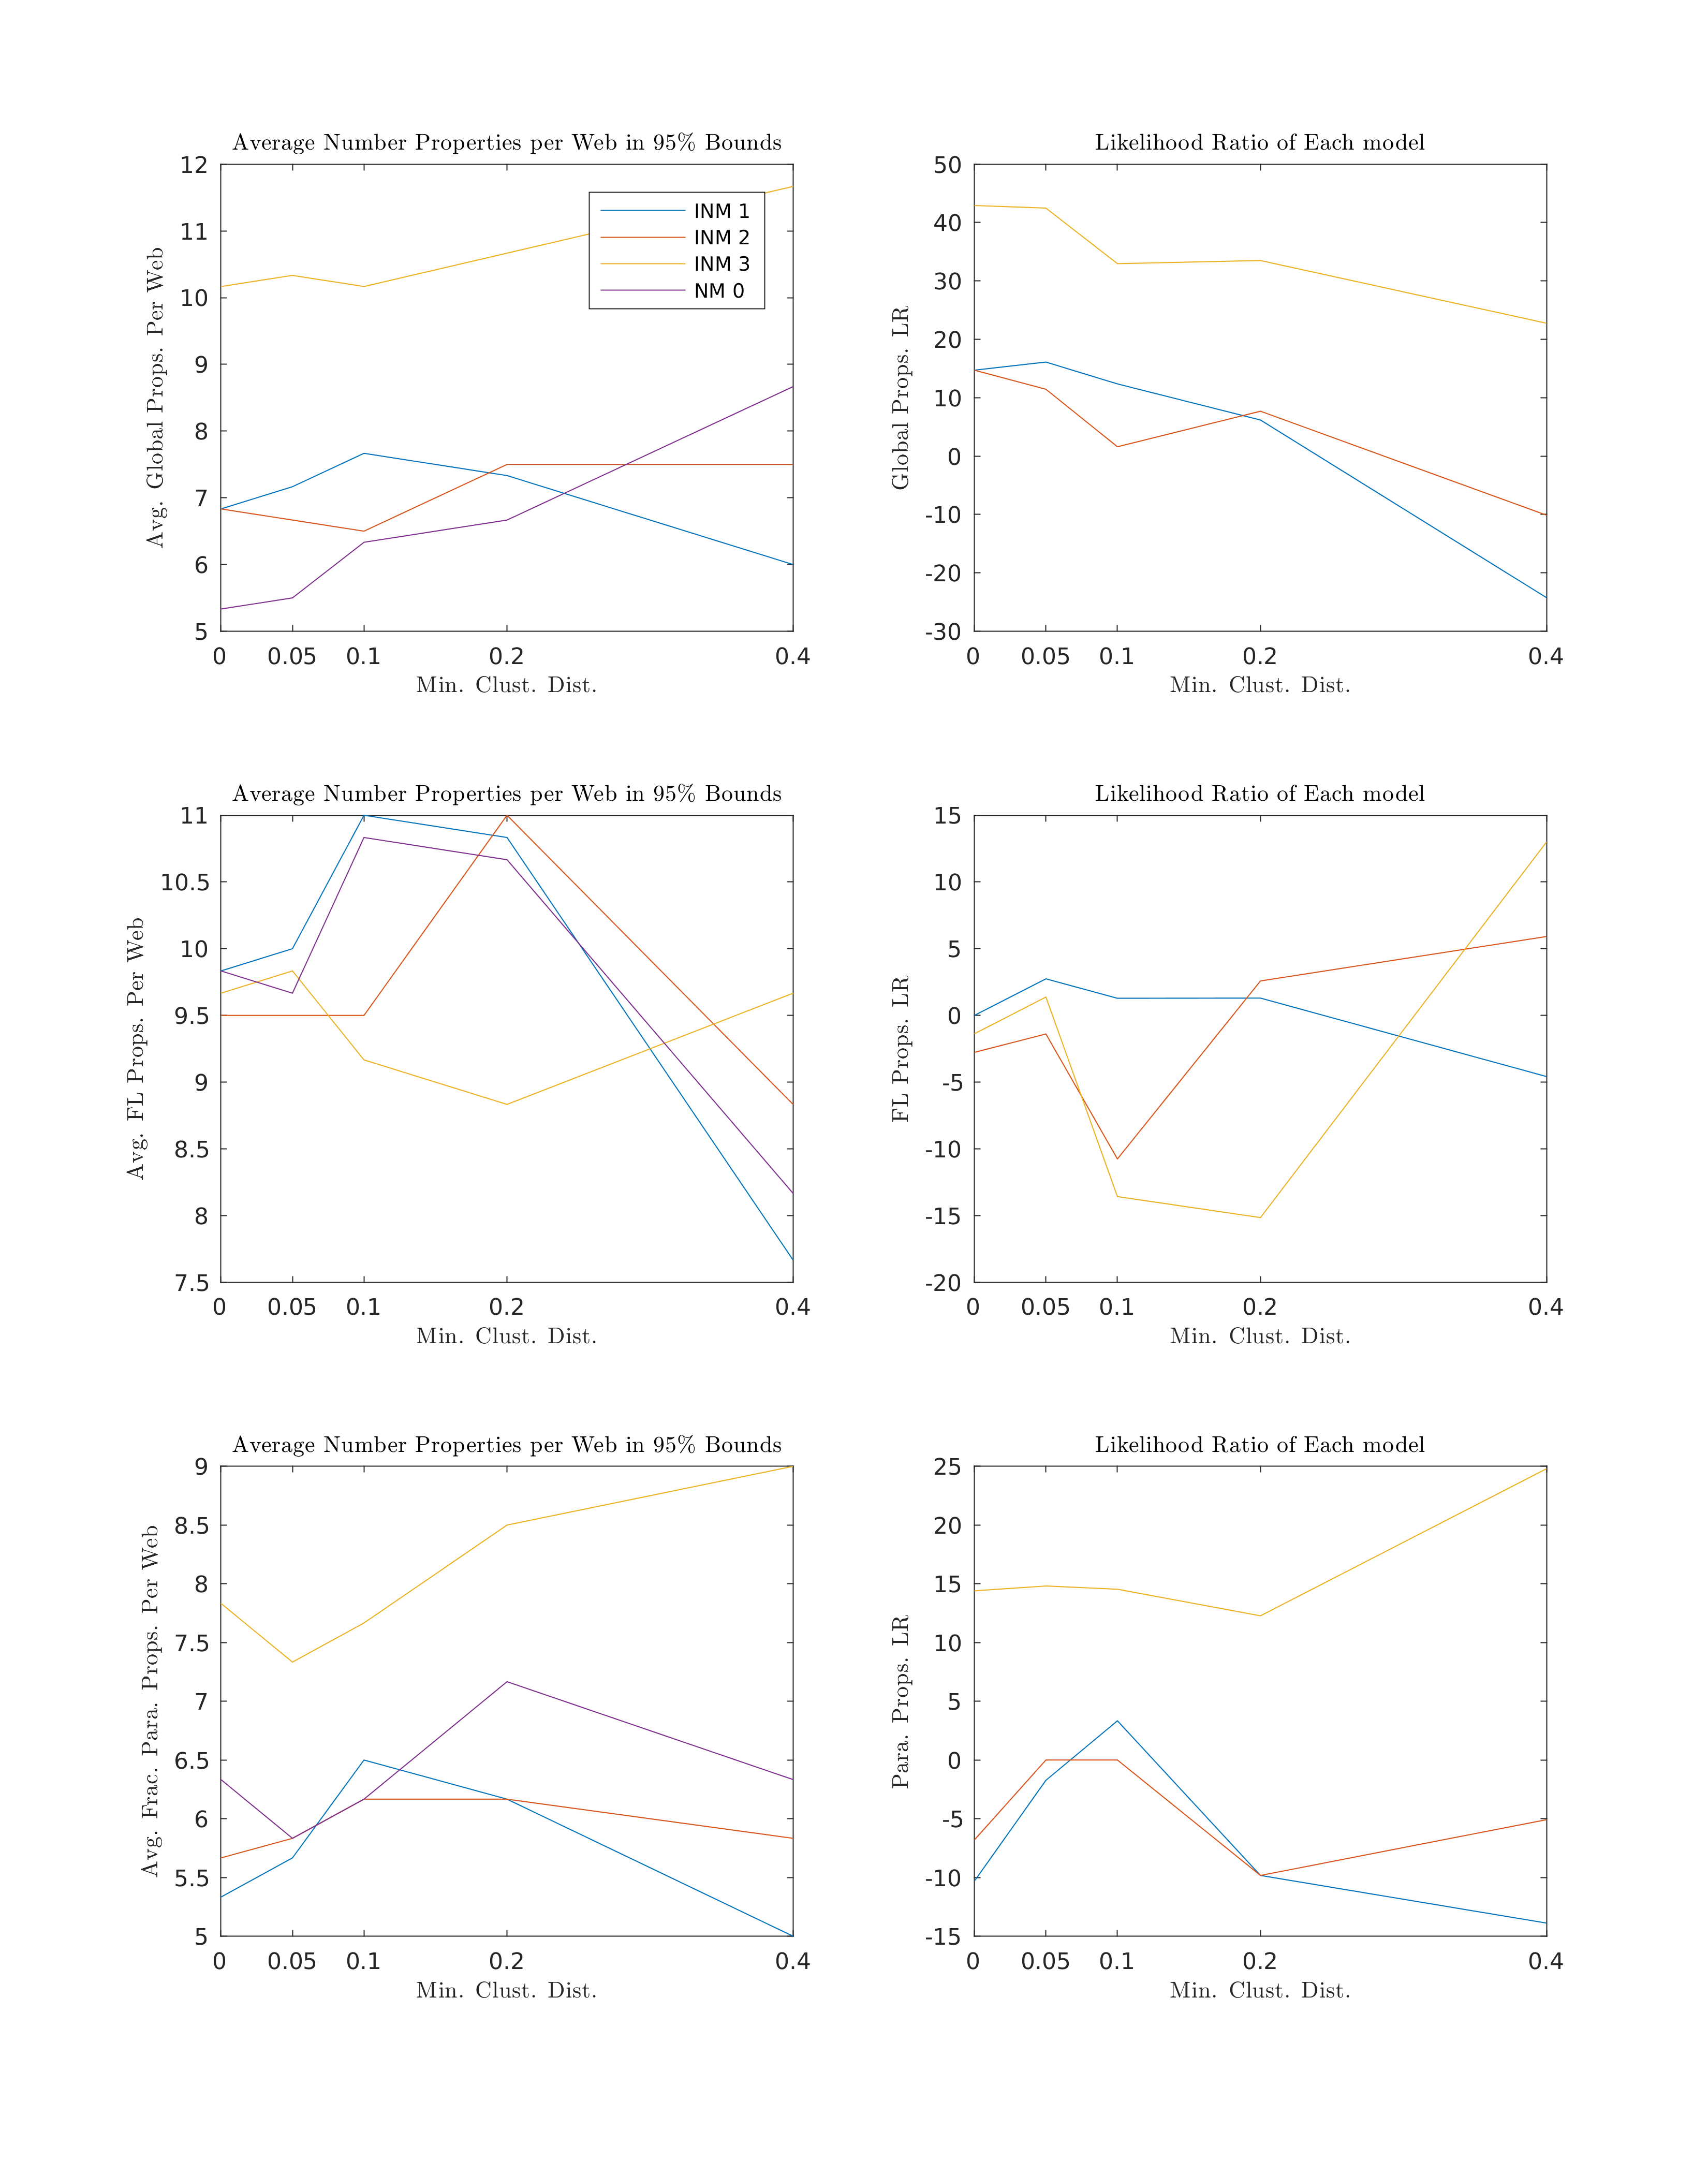 Average Number Properties per Web in 95% Bounds
12
11
10
9
8
7
6
5
Avg. Global Props. Per Web
INM 1
INM 2
INM 3
NM 0
0 0.05 0.1 0.2 0.4
Min. Clust. Dist.
Likelihood Ratio of Each model
50
40
30
20
10
0
-10
-20
-30
Global Props. LR
0 0.05 0.1 0.2 0.4
Min. Clust. Dist.
Average Number Properties per Web in 95% Bounds
11
10.5
10
9.5
9
8.5
8
7.5
Avg. FL Props. Per Web
0 0.05 0.1 0.2 0.4
Min. Clust. Dist.
Likelihood Ratio of Each model
15
10
5
0
-5
-10
-15
-20
FL Props. LR
0 0.05 0.1 0.2 0.4
Min. Clust. Dist.
Average Number Properties per Web in 95% Bounds
9
8.5
8
7.5
7
6.5
6
5.5
5
Avg. Frac. Para. Props. Per Web
0 0.05 0.1 0.2 0.4
Min. Clust. Dist.
Likelihood Ratio of Each model
25
20
15
10
5
0
-5
-10
-15
Para. Props. LR
0 0.05 0.1 0.2 0.4
Min. Clust. Dist.